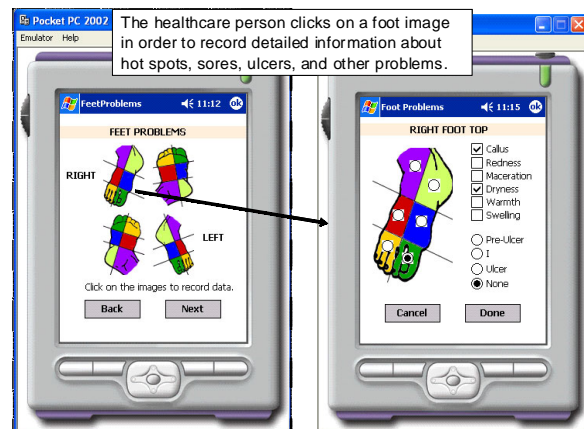 Pocket PC 2002
Emulator Help
The healthcare person clicks on a foot image
in order to record detailed information about
hot spots, sores, ulcers, and other problems.
FeetProblems 11:12 ok
FEET PROBLEMS
RIGHT
LEFT
Click on the images to record data.
Back Next
Foot Problems 11:15 ok
RIGHT FOOT TOP
Callus
Redness
Maceration
Dryness
Warmth
Swelling
Pre-Ulcer
I
Ulcer
None
Cancel Done